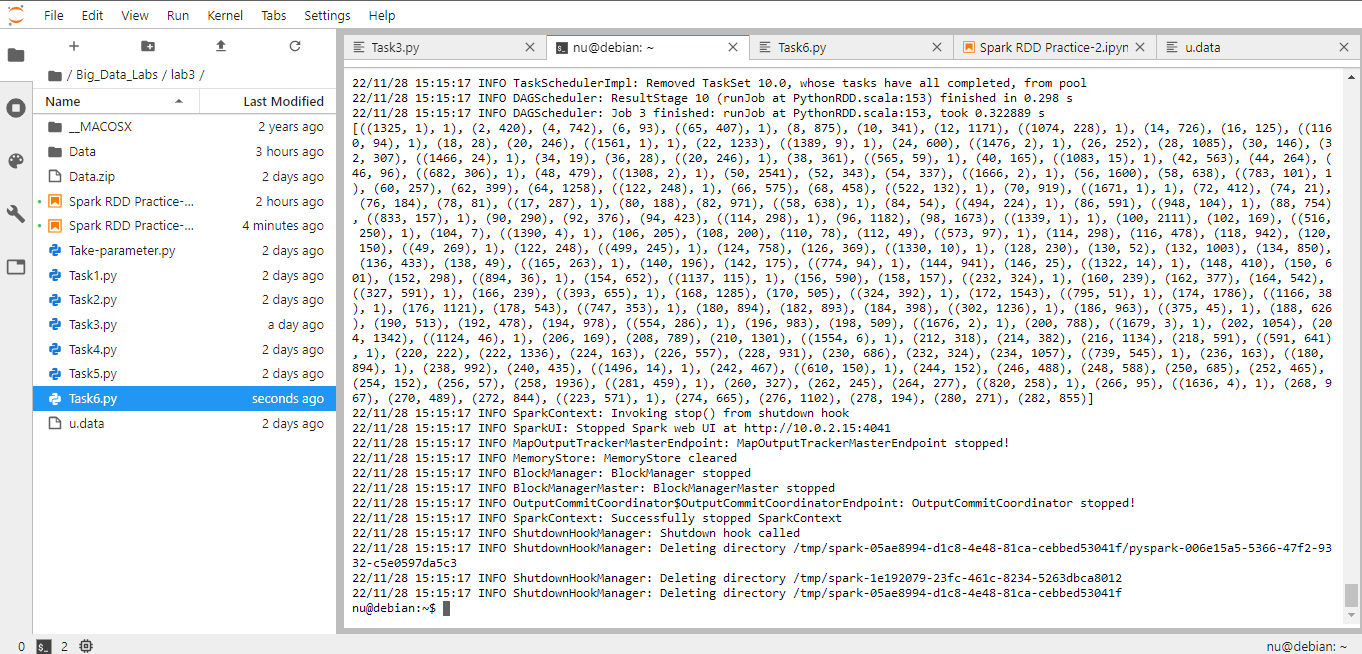 File Edit View Run Kernel Tabs Settings Help
Task3.py
nu@debian: ~
Task6.py
Spark RDD Practice-2.ipyn
u.data
/ Big_Data_Labs / lab3 /
Name Last Modified
__MACOSX 2 years ago
Data 3 hours ago
Data.zip 2 days ago
Spark RDD Practice-... 2 hours ago
Spark RDD Practice-... 4 minutes ago
Take-parameter.py 2 days ago
Task1.py 2 days ago
Task2.py 2 days ago
Task3.py a day ago
Task4.py 2 days ago
Task5.py 2 days ago
Task6.py seconds ago
u.data 2 days ago
22/11/28 15:15:17 INFO TaskSchedulerImpl: Removed TaskSet 10.0, whose tasks have all completed, from pool
22/11/28 15:15:17 INFO DAGScheduler: ResultStage 10 (runJob at PythonRDD.scala:153) finished in 0.298 s
22/11/28 15:15:17 INFO DAGScheduler: Job 3 finished: runJob at PythonRDD.scala:153, took 0.322889 s
[((1325, 1), 1), (2, 420), (4, 742), (6, 93), ((65, 407), 1), (8, 875), (10, 341), (12, 1171), ((1074, 228), 1), (14, 726), (16, 125), ((116
0, 94), 1), (18, 28), (20, 246), ((1561, 1), 1), (22, 1233), ((1389, 9), 1), (24, 600), ((1476, 2), 1), (26, 252), (28, 1085), (30, 146), (3
2, 307), ((1466, 24), 1), (34, 19), (36, 28), ((20, 246), 1), (38, 361), ((565, 59), 1), (40, 165), ((1083, 15), 1), (42, 563), (44, 264), (
46, 96), ((682, 306), 1), (48, 479), ((1308, 2), 1), (50, 2541), (52, 343), (54, 337), ((1666, 2), 1), (56, 1600), (58, 638), ((783, 101), 1
), (60, 257), (62, 399), (64, 1258), ((122, 248), 1), (66, 575), (68, 458), ((522, 132), 1), (70, 919), ((1671, 1), 1), (72, 412), (74, 21),
 (76, 184), (78, 81), ((17, 287), 1), (80, 188), (82, 971), ((58, 638), 1), (84, 54), ((494, 224), 1), (86, 591), ((948, 104), 1), (88, 754)
, ((833, 157), 1), (90, 290), (92, 376), (94, 423), ((114, 298), 1), (96, 1182), (98, 1673), ((1339, 1), 1), (100, 2111), (102, 169), ((516,
 250), 1), (104, 7), ((1390, 4), 1), (106, 205), (108, 200), (110, 78), (112, 49), ((573, 97), 1), (114, 298), (116, 478), (118, 942), (120,
 150), ((49, 269), 1), (122, 248), ((499, 245), 1), (124, 758), (126, 369), ((1330, 10), 1), (128, 230), (130, 52), (132, 1003), (134, 850),
 (136, 433), (138, 49), ((165, 263), 1), (140, 196), (142, 175), ((774, 94), 1), (144, 941), (146, 25), ((1322, 14), 1), (148, 410), (150, 6
01), (152, 298), ((894, 36), 1), (154, 652), ((1137, 115), 1), (156, 590), (158, 157), ((232, 324), 1), (160, 239), (162, 377), (164, 542),
((327, 591), 1), (166, 239), ((393, 655), 1), (168, 1285), (170, 505), ((324, 392), 1), (172, 1543), ((795, 51), 1), (174, 1786), ((1166, 38
), 1), (176, 1121), (178, 543), ((747, 353), 1), (180, 894), (182, 893), (184, 398), ((302, 1236), 1), (186, 963), ((375, 45), 1), (188, 626
), (190, 513), (192, 478), (194, 978), ((554, 286), 1), (196, 983), (198, 509), ((1676, 2), 1), (200, 788), ((1679, 3), 1), (202, 1054), (20
4, 1342), ((1124, 46), 1), (206, 169), (208, 789), (210, 1301), ((1554, 6), 1), (212, 318), (214, 382), (216, 1134), (218, 591), ((591, 641)
, 1), (220, 222), (222, 1336), (224, 163), (226, 557), (228, 931), (230, 686), (232, 324), (234, 1057), ((739, 545), 1), (236, 163), ((180,
894), 1), (238, 992), (240, 435), ((1496, 14), 1), (242, 467), ((610, 150), 1), (244, 152), (246, 488), (248, 588), (250, 685), (252, 465),
(254, 152), (256, 57), (258, 1936), ((281, 459), 1), (260, 327), (262, 245), (264, 277), ((820, 258), 1), (266, 95), ((1636, 4), 1), (268, 9
67), (270, 489), (272, 844), ((223, 571), 1), (274, 665), (276, 1102), (278, 194), (280, 271), (282, 855)]
22/11/28 15:15:17 INFO SparkContext: Invoking stop() from shutdown hook
22/11/28 15:15:17 INFO SparkUI: Stopped Spark web UI at http://10.0.2.15:4041
22/11/28 15:15:17 INFO MapOutputTrackerMasterEndpoint: MapOutputTrackerMasterEndpoint stopped!
22/11/28 15:15:17 INFO MemoryStore: MemoryStore cleared
22/11/28 15:15:17 INFO BlockManager: BlockManager stopped
22/11/28 15:15:17 INFO BlockManagerMaster: BlockManagerMaster stopped
22/11/28 15:15:17 INFO OutputCommitCoordinator$OutputCommitCoordinatorEndpoint: OutputCommitCoordinator stopped!
22/11/28 15:15:17 INFO SparkContext: Successfully stopped SparkContext
22/11/28 15:15:17 INFO ShutdownHookManager: Shutdown hook called
22/11/28 15:15:17 INFO ShutdownHookManager: Deleting directory /tmp/spark-05ae8994-d1c8-4e48-81ca-cebbed53041f/pyspark-006e15a5-5366-47f2-93
32-c5e0597da5c3
22/11/28 15:15:17 INFO ShutdownHookManager: Deleting directory /tmp/spark-1e192079-23fc-461c-8234-5263dbca8012
22/11/28 15:15:17 INFO ShutdownHookManager: Deleting directory /tmp/spark-05ae8994-d1c8-4e48-81ca-cebbed53041f
nu@debian:~$
0 $_ 2
nu@debian: ~